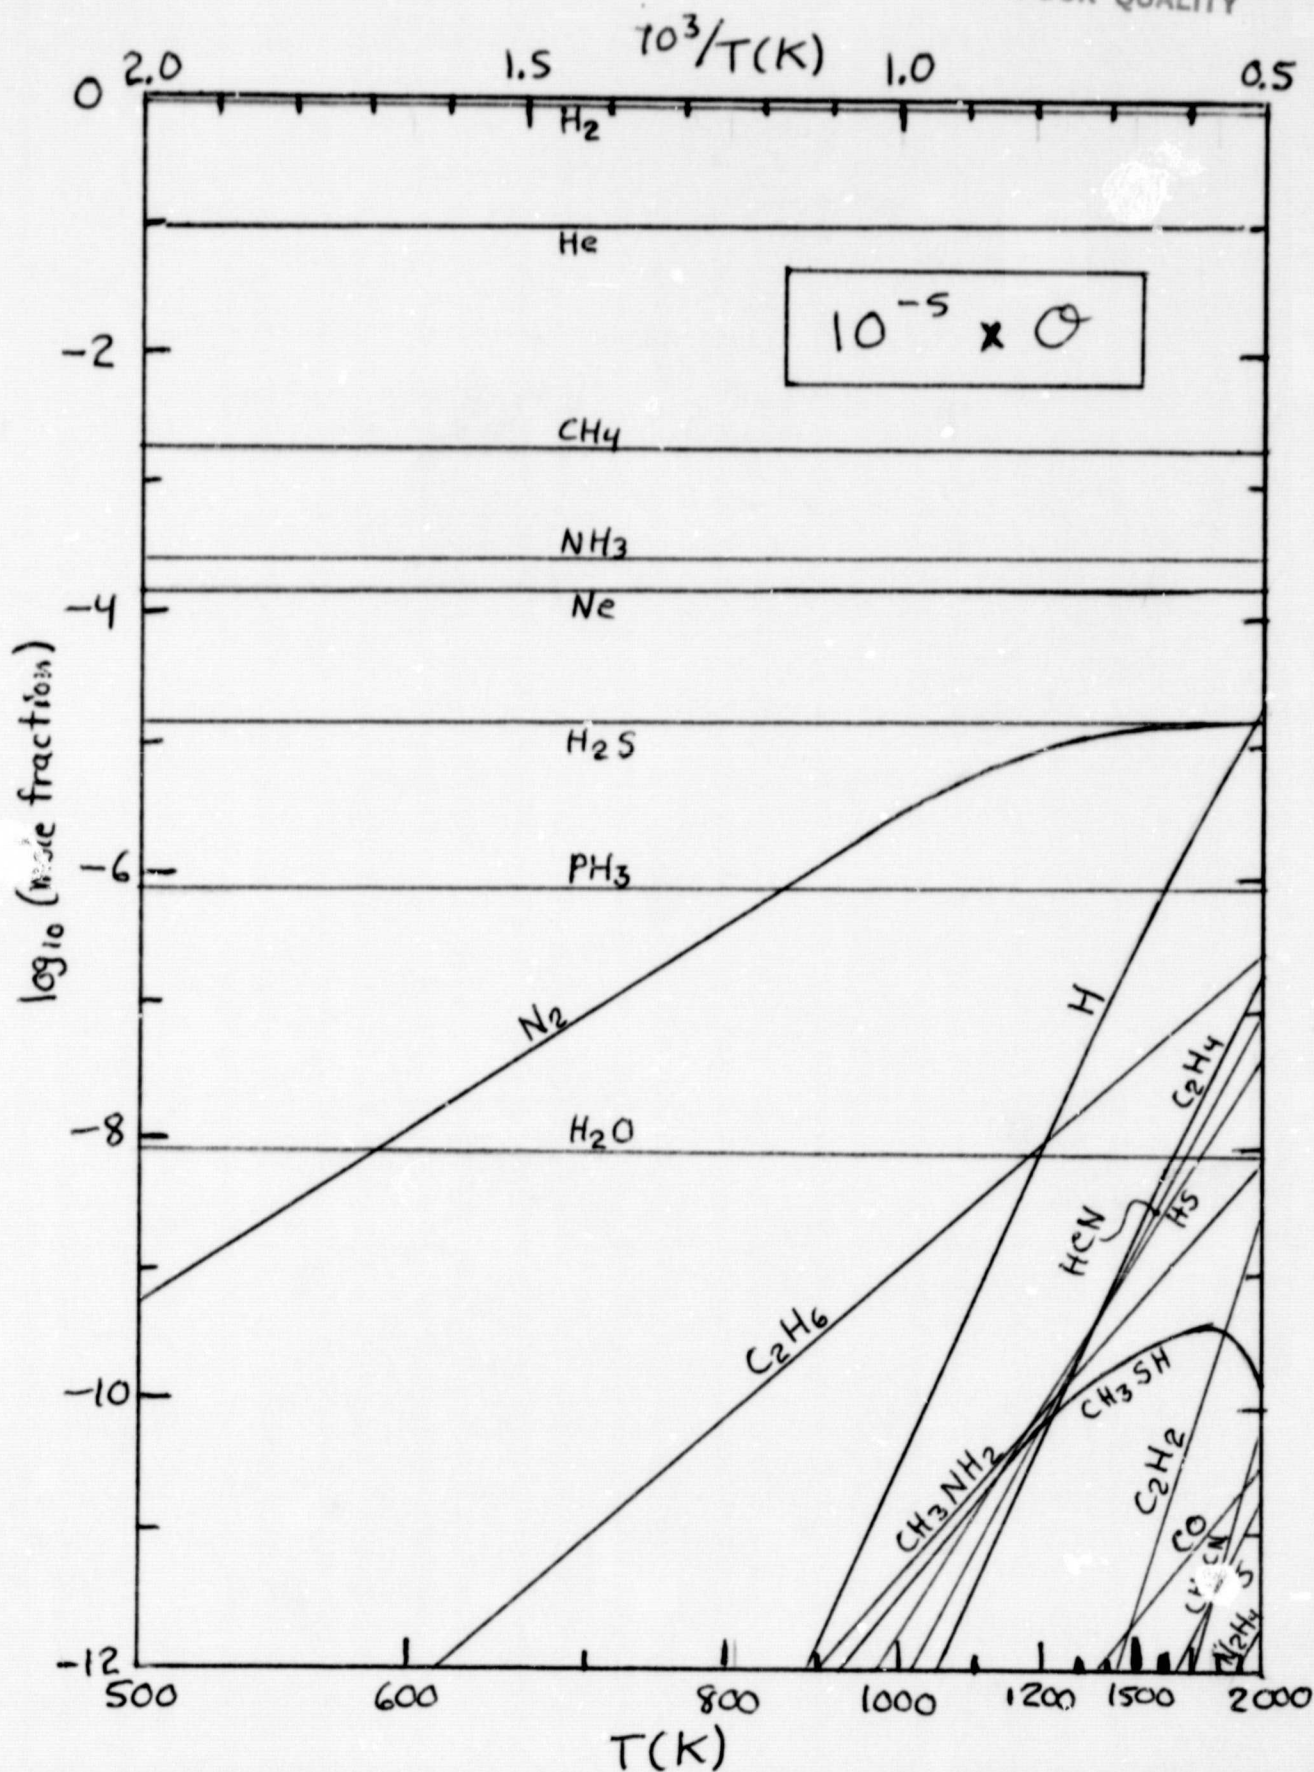 QUALITY
10³/T(K)
2.0 1.5 1.0 0.5
0
H₂
He
10⁻⁵ x O
-2
CH₄
NH₃
Ne
-4
H₂S
PH₃
-6
N₂
H
C₂H₄
-8
H₂O
HCN
HS
C₂H₆
-10
CH₃SH
CH₃NH₂
C₂H₂
CO
N₂H₄
-12
500 600 800 1000 1200 1500 2000
T(K)
log₁₀ (mole fraction)